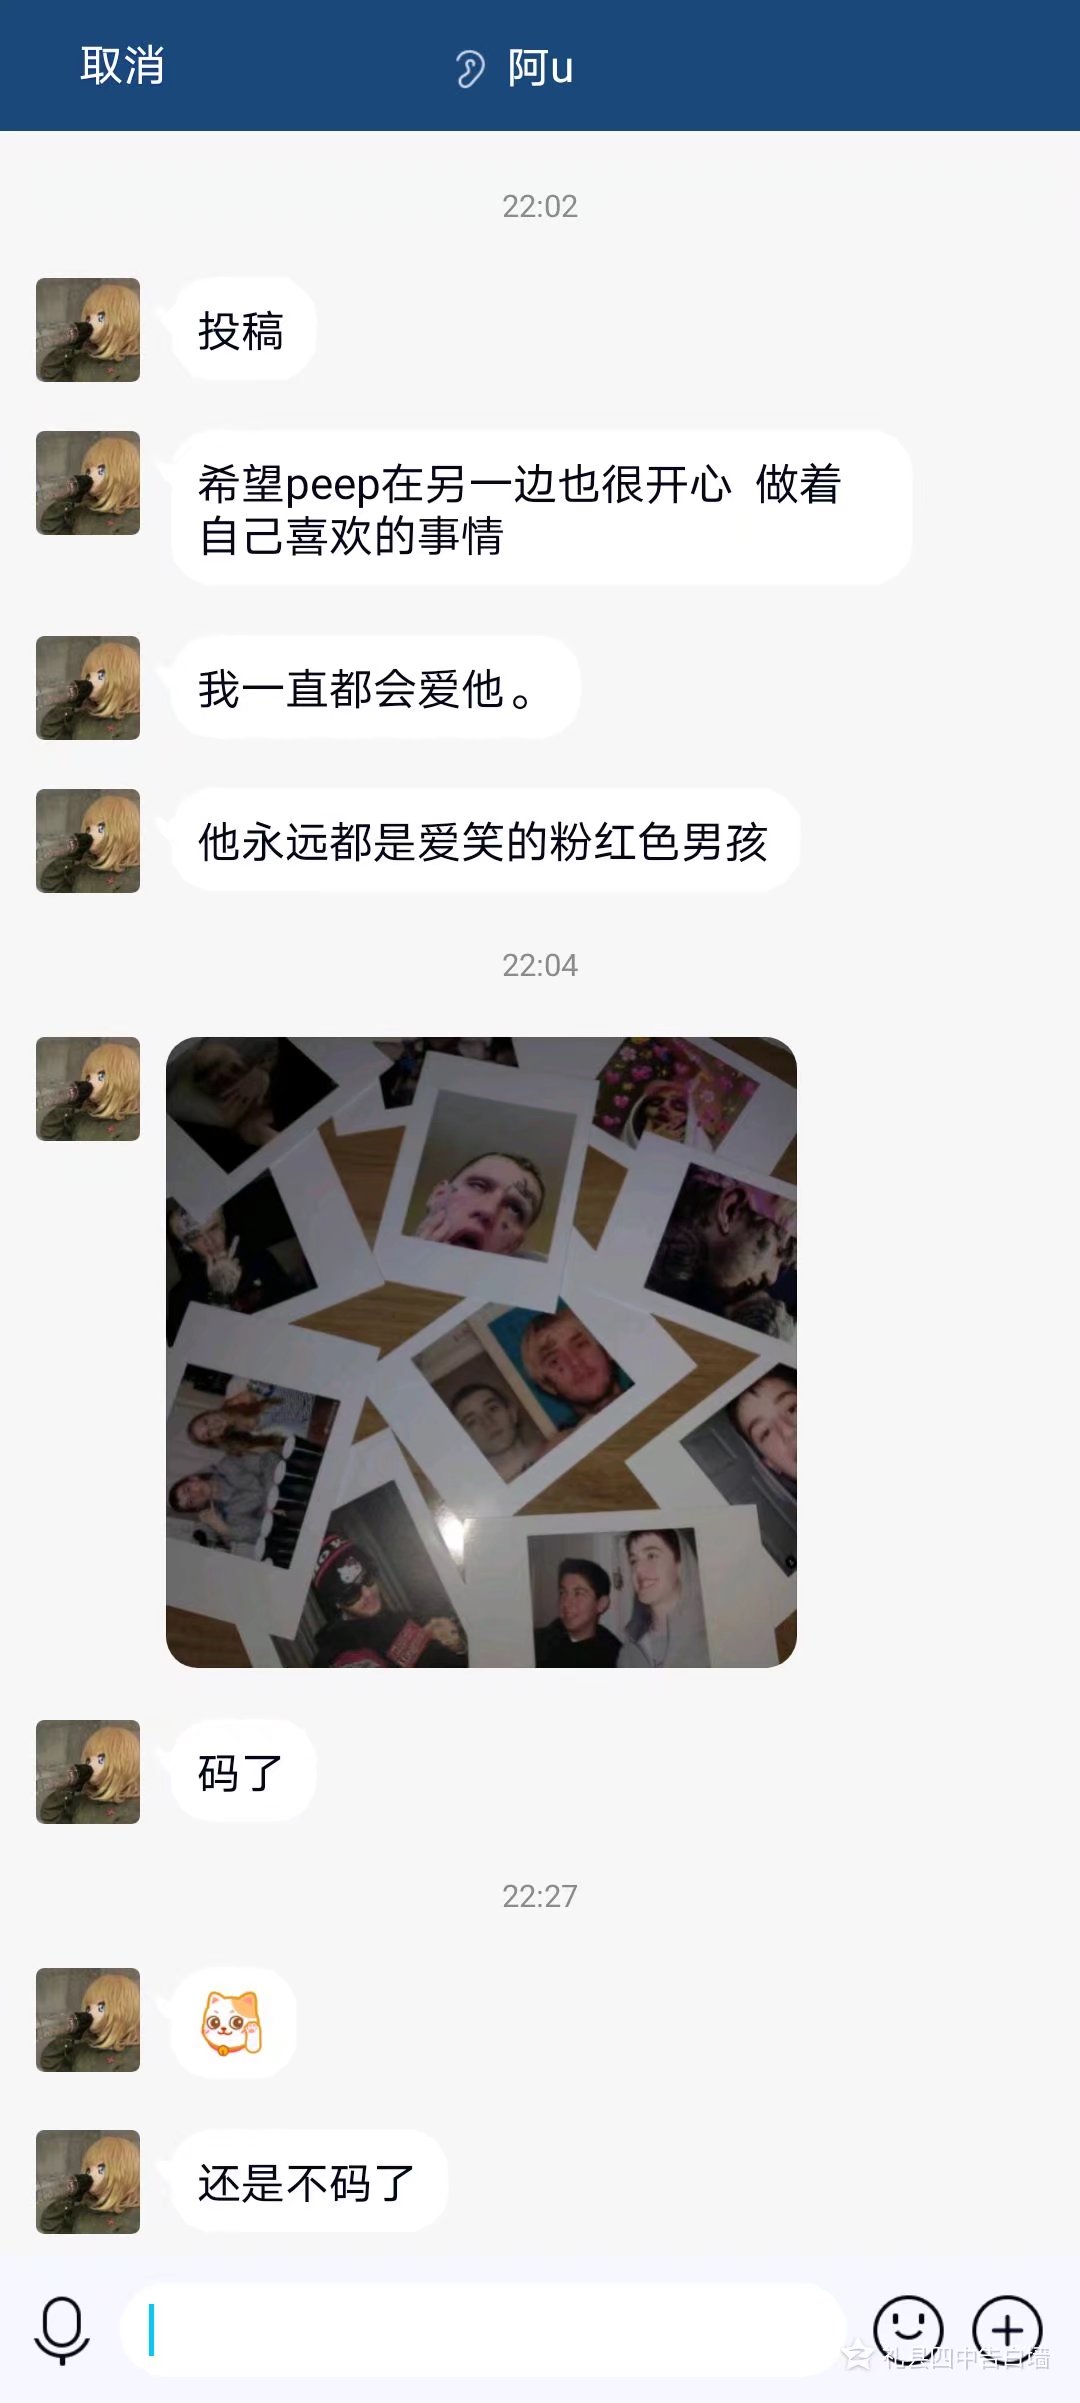 取消
阿u
22:02
投稿
希望peep在另一边也很开心  做着
自己喜欢的事情
我一直都会爱他。
他永远都是爱笑的粉红色男孩
22:04
码了
22:27
还是不码了
礼县四中告白墙